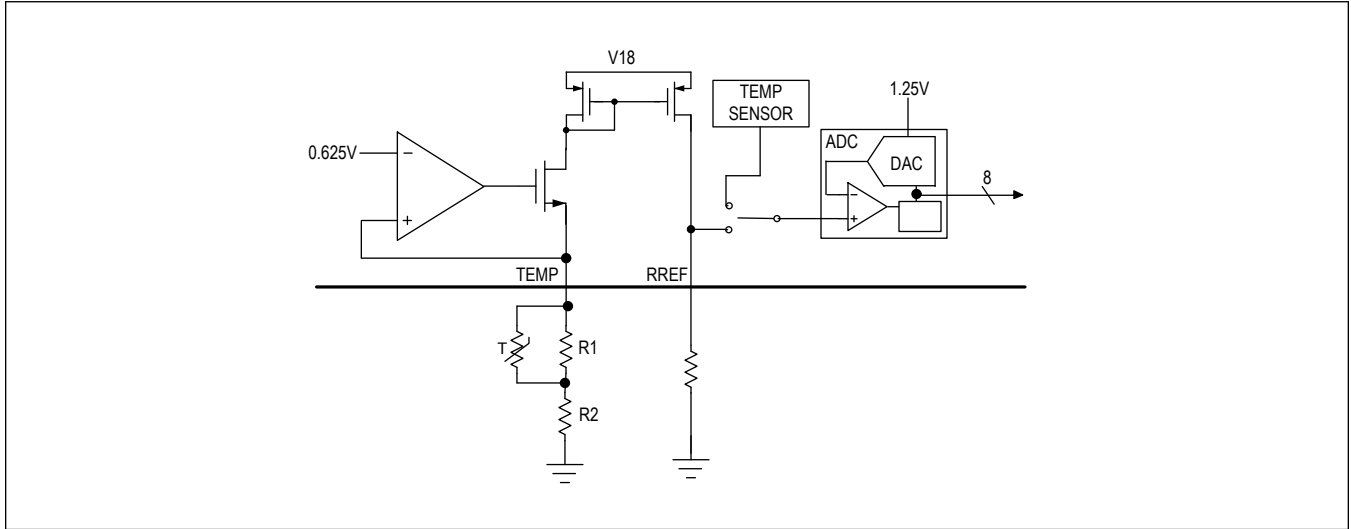 V18
TEMP
SENSOR
1.25V
ADC
DAC
0.625V
−
+
−
+
8
TEMP
RREF
T
R1
R2